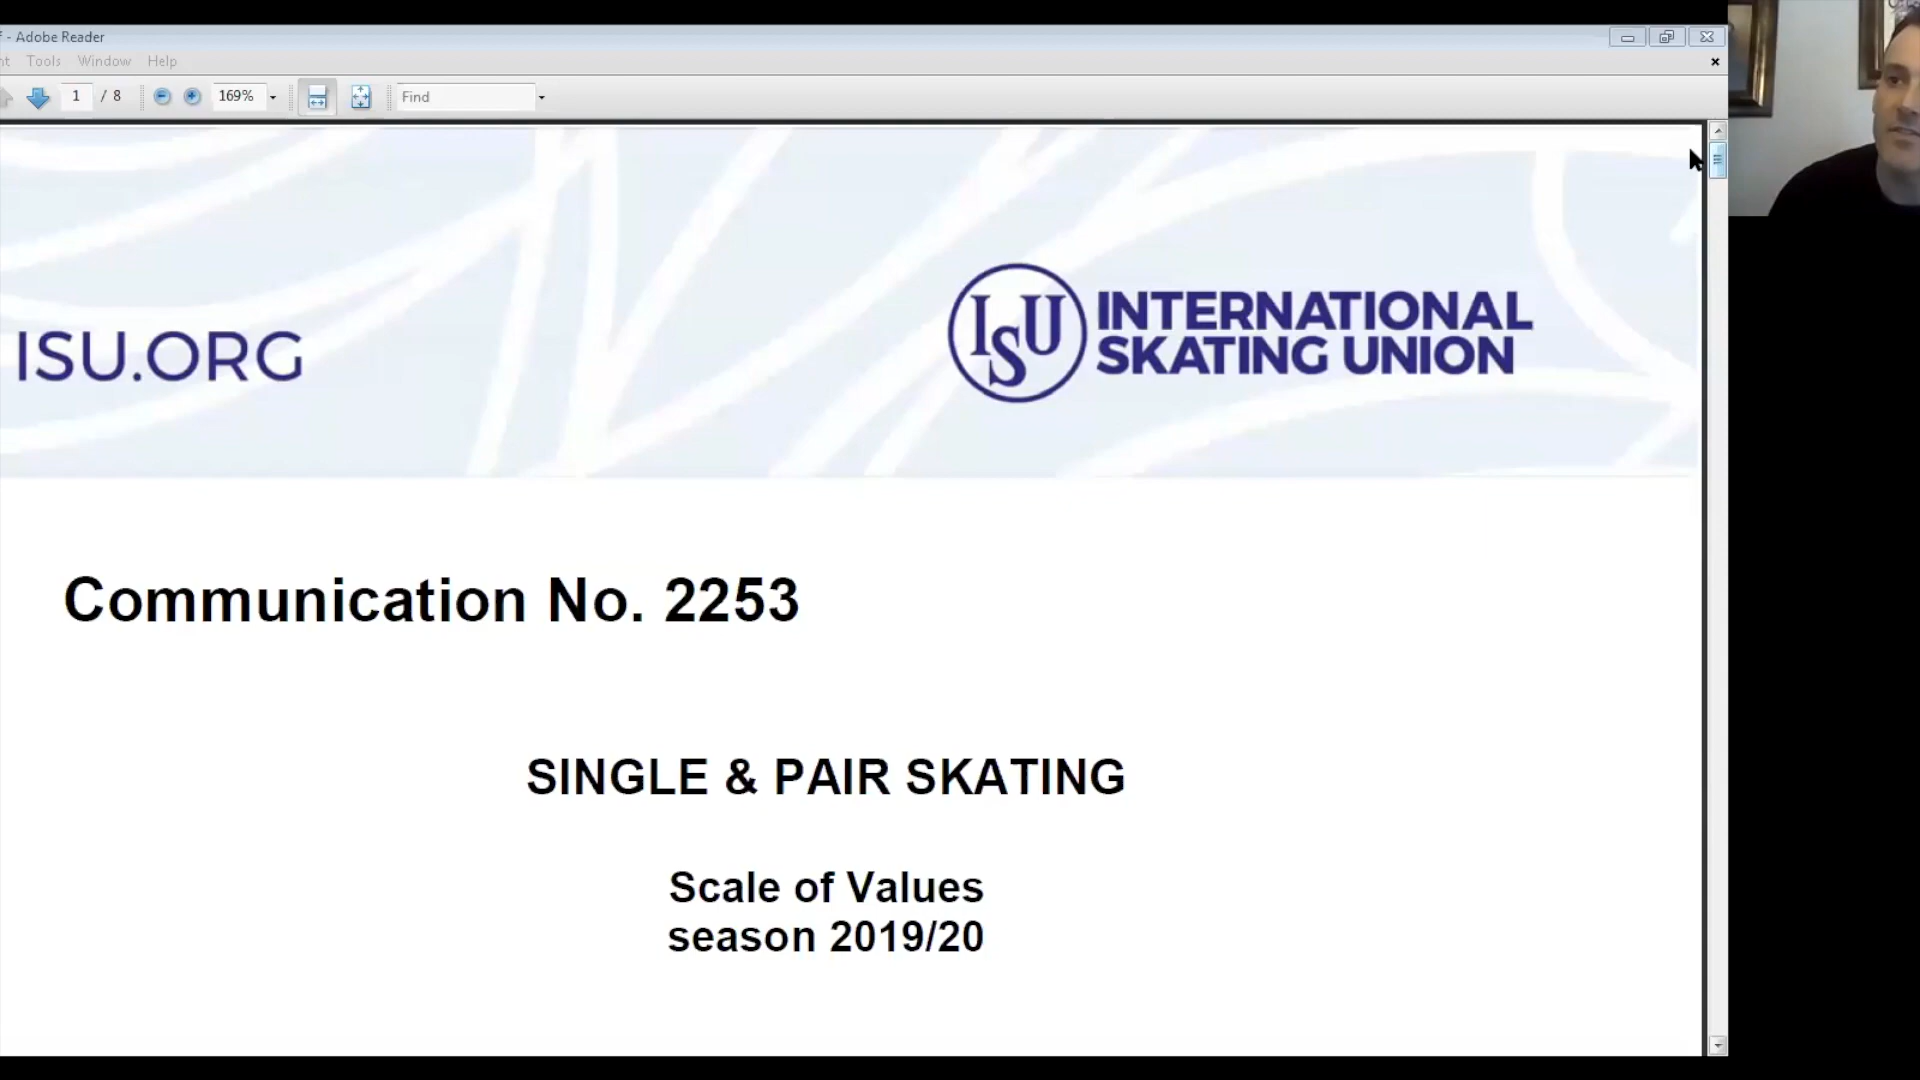 - Adobe Reader
Tools Window Help
1 / 8 169% Find
ISU.ORG
ISU
INTERNATIONAL
SKATING UNION
Communication No. 2253
SINGLE & PAIR SKATING
Scale of Values
season 2019/20